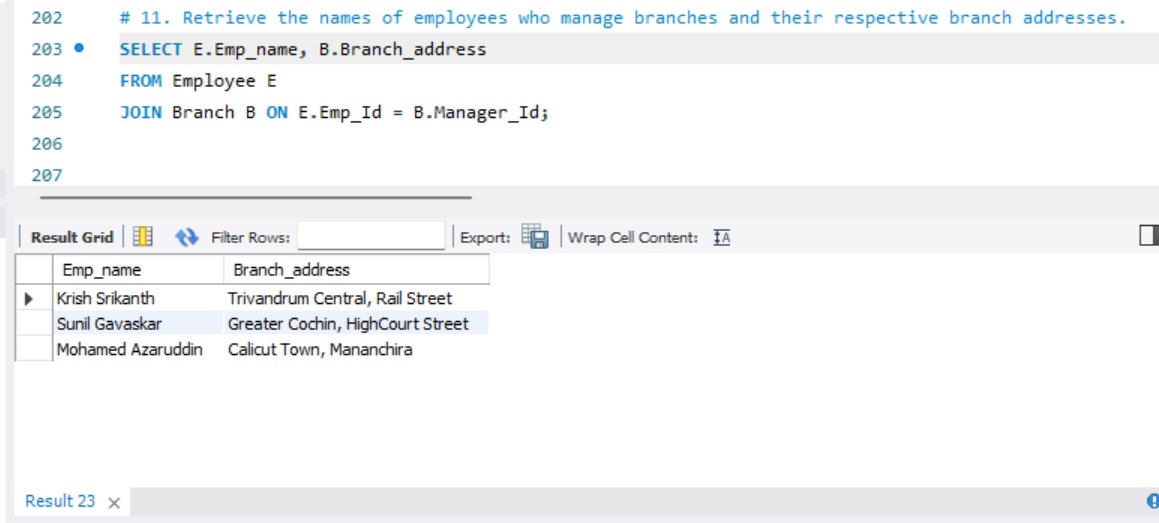 202 # 11. Retrieve the names of employees who manage branches and their respective branch addresses.
203 SELECT E.Emp_name, B.Branch_address
204 FROM Employee E
205 JOIN Branch B ON E.Emp_Id = B.Manager_Id;
206
207
Result Grid Filter Rows: Export: Wrap Cell Content: IA
Emp_name Branch_address
Krish Srikanth Trivandrum Central, Rail Street
Sunil Gavaskar Greater Cochin, HighCourt Street
Mohamed Azaruddin Calicut Town, Mananchira
Result 23